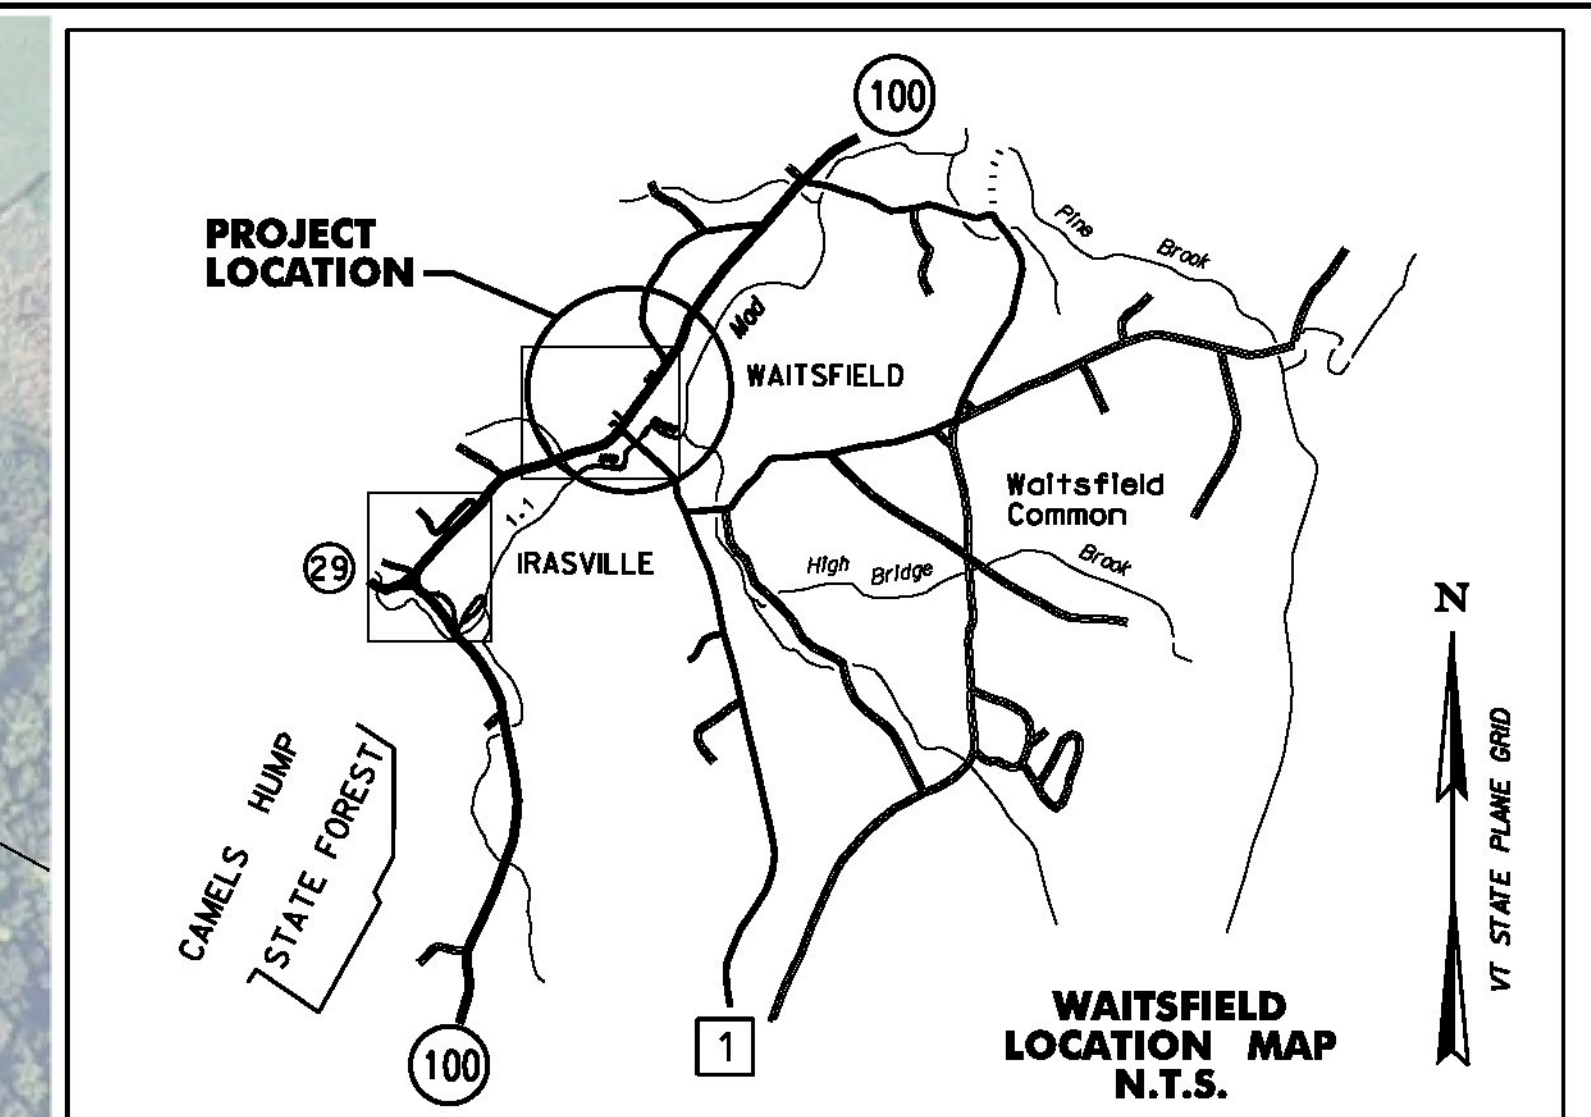 100
PROJECT
LOCATION
Pine Brook
Mad
WAITSFIELD
Waitsfield
Common
1.1
29
IRASVILLE
High Bridge Brook
N
VT STATE PLANE GRID
CAMELS HUMP
STATE FOREST
WAITSFIELD
LOCATION MAP
N.T.S.
100
1